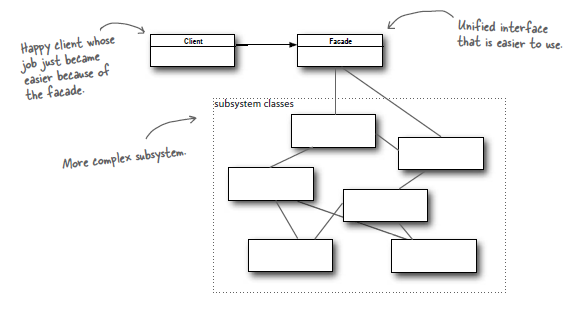 Happy client whose
job just became
easier because of
the facade.
Client
Facade
Unified interface
that is easier to use.
subsystem classes
More complex subsystem.